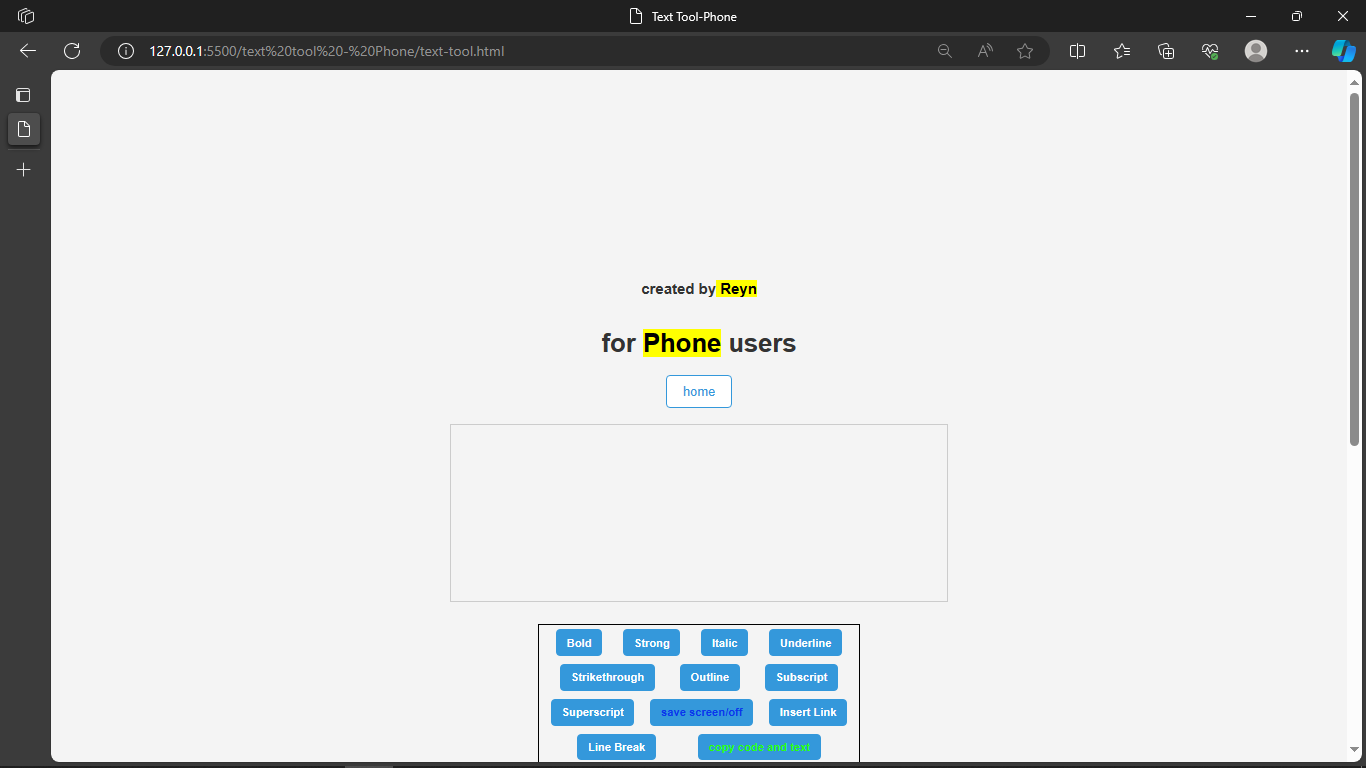 Text Tool-Phone
127.0.0.1:5500/text%20tool%20-%20Phone/text-tool.html
created by Reyn
for Phone users
home
Bold Strong Italic Underline
Strikethrough Outline Subscript
Superscript save screen/off Insert Link
Line Break copy code and text